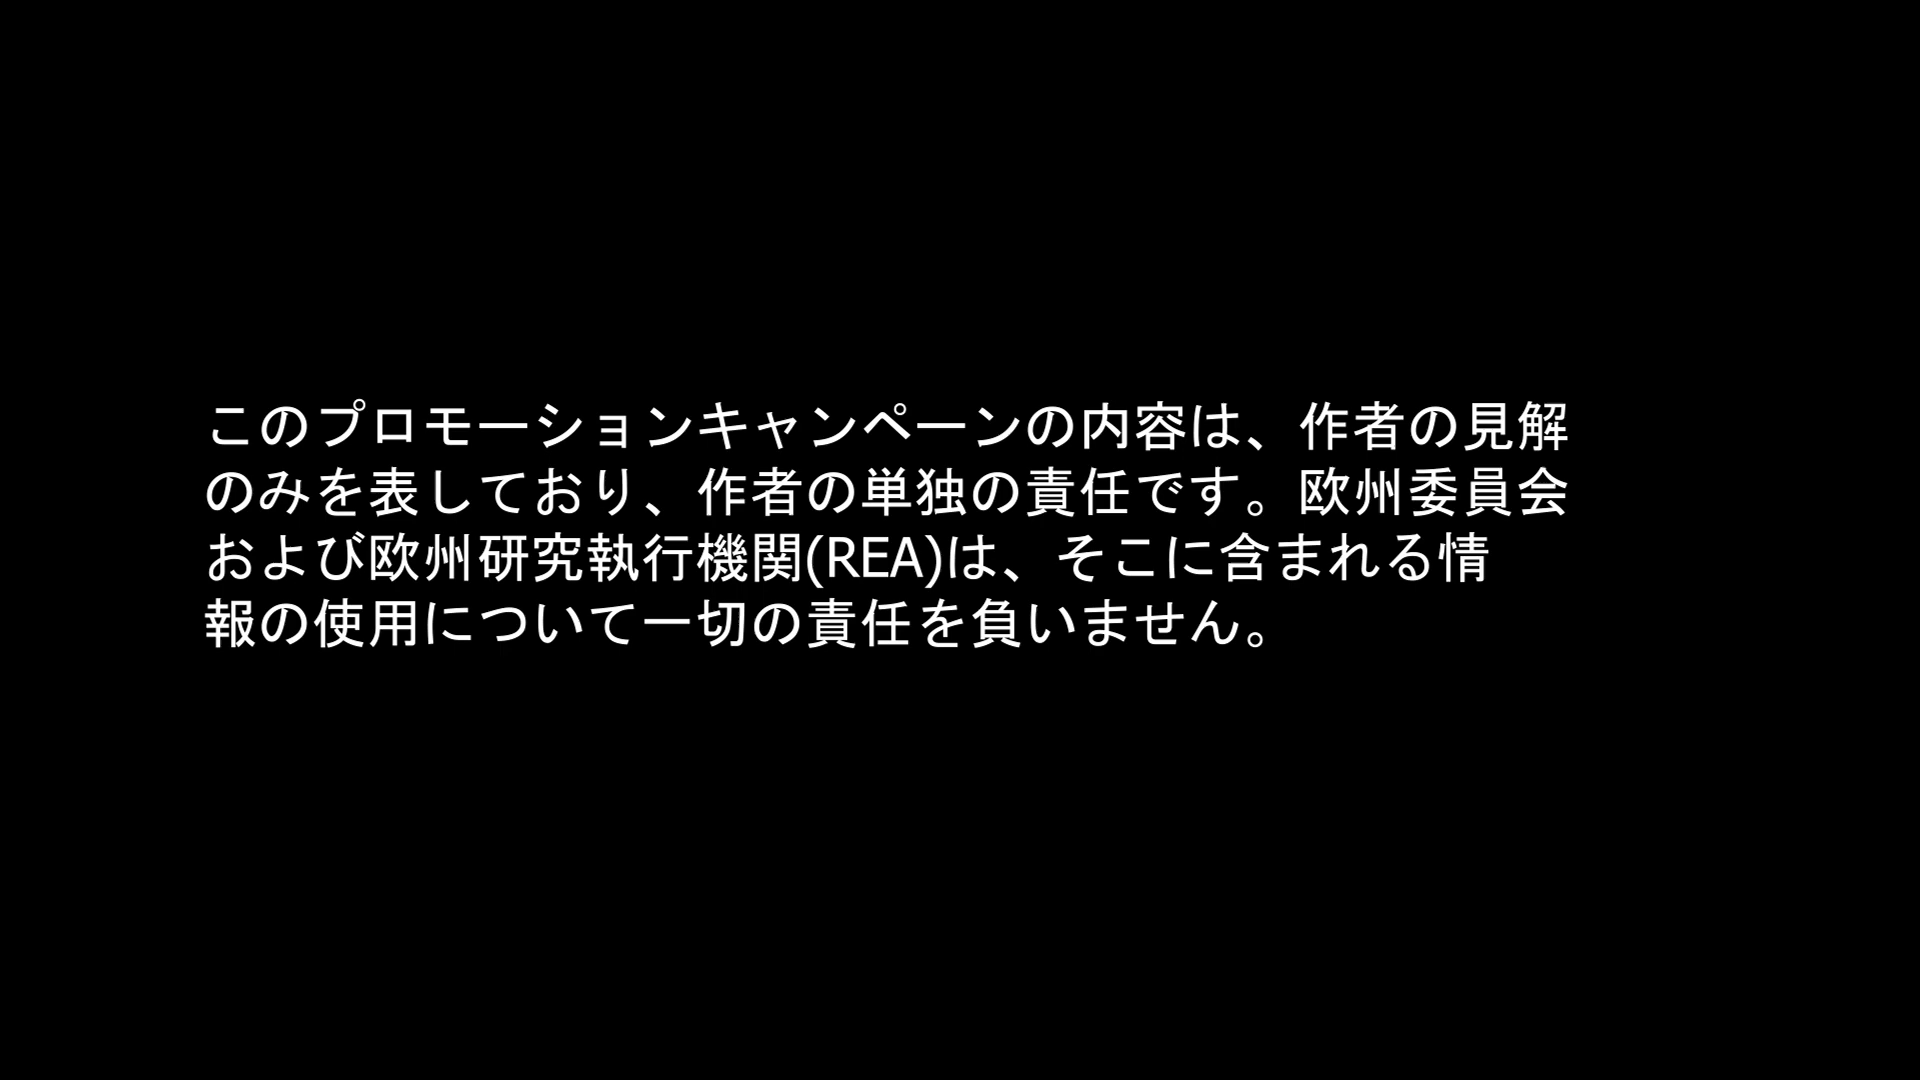 このプロモーションキャンペーンの内容は、作者の見解
のみを表しており、作者の単独の責任です。欧州委員会
および欧州研究執行機関(REA)は、そこに含まれる情
報の使用について一切の責任を負いません。